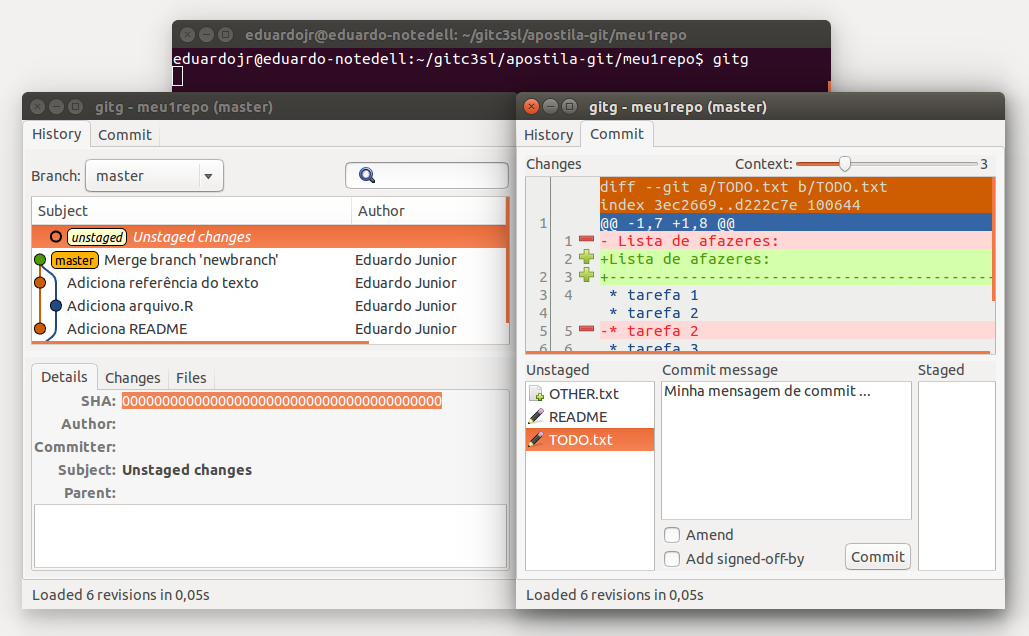 eduardojr@eduardo-notedell: ~/gitc3sl/apostila-git/meu1repo
eduardojr@eduardo-notedell:~/gitc3sl/apostila-git/meu1repo$ gitg
gitg - meu1repo (master)
History Commit
Branch: master
Subject Author
unstaged Unstaged changes
master Merge branch 'newbranch' Eduardo Junior
Adiciona referência do texto Eduardo Junior
Adiciona arquivo.R Eduardo Junior
Adiciona README Eduardo Junior
Details Changes Files
SHA: 0000000000000000000000000000000000000000
Author:
Committer:
Subject: Unstaged changes
Parent:
Loaded 6 revisions in 0,05s
gitg - meu1repo (master)
History Commit
Changes Context: 3
diff --git a/TODO.txt b/TODO.txt
index 3ec2669..d222c7e 100644
1 @@ -1,7 +1,8 @@
1 - Lista de afazeres:
2 +Lista de afazeres:
2 3 +------------------------------------------------
3 4 * tarefa 1
4 * tarefa 2
5 5 -* tarefa 2
6 6 * tarefa 3
Unstaged Commit message Staged
OTHER.txt
README
TODO.txt
Minha mensagem de commit ...
Amend
Add signed-off-by Commit
Loaded 6 revisions in 0,05s